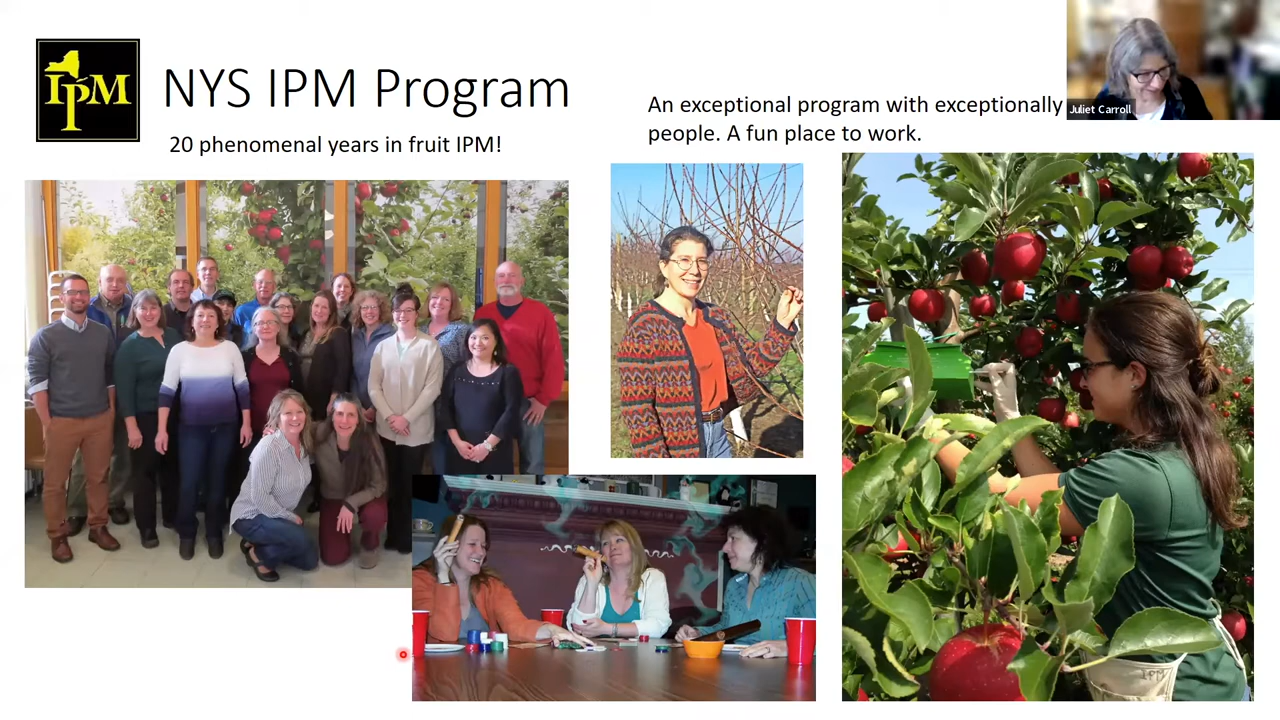 IPM
NYS IPM Program
20 phenomenal years in fruit IPM!
An exceptional program with exceptionally
people. A fun place to work.
Juliet Carroll
IPM